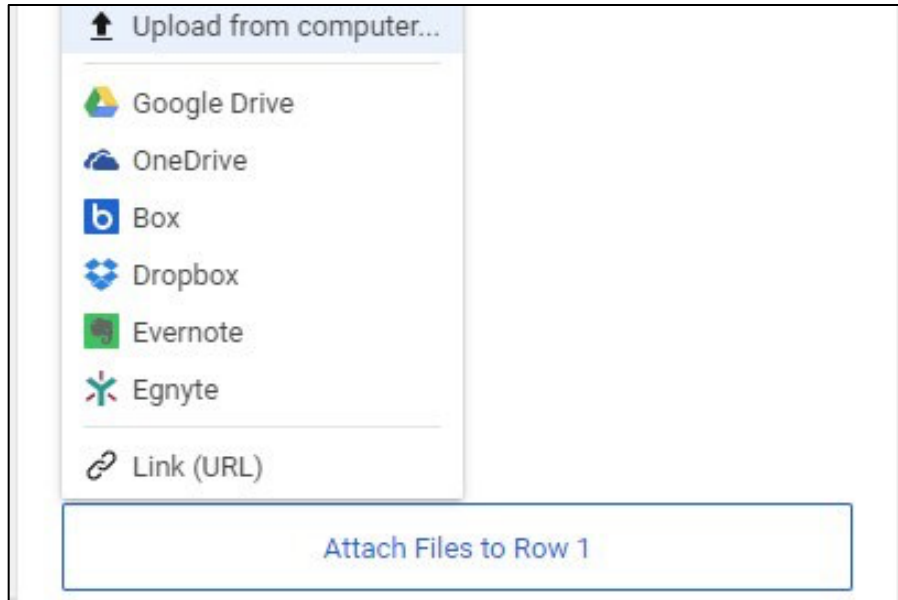 Upload from computer...
Google Drive
OneDrive
Box
Dropbox
Evernote
Egnyte
Link (URL)
Attach Files to Row 1